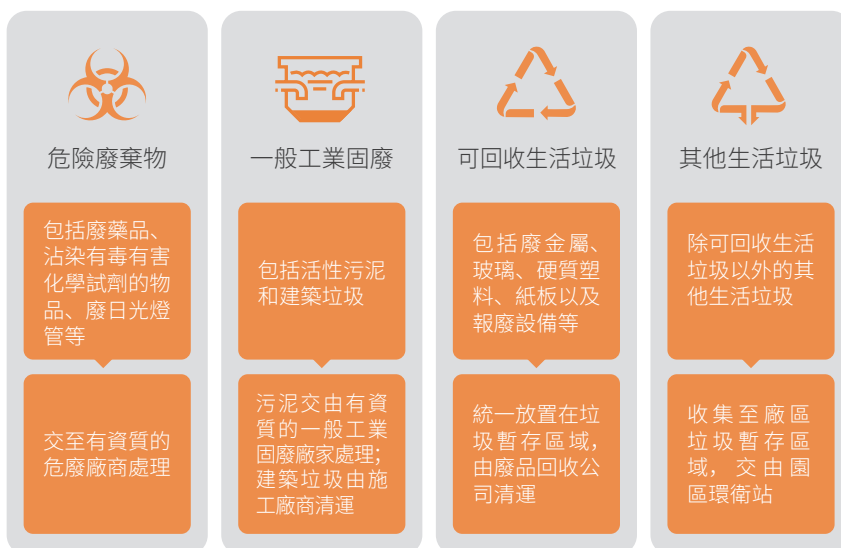 危險廢棄物
包括廢藥品、
沾染有毒有害
化學試劑的物
品、廢日光燈
管等
交至有資質的
危廢廠商處理
一般工業固廢
包括活性污泥
和建築垃圾
污泥交由有資
質的一般工業
固廢廠家處理;
建築垃圾由施
工廠商清運
可回收生活垃圾
包括廢金屬、
玻璃、硬質塑
料、紙板以及
報廢設備等
統一放置在垃
圾暫存區域,
由廢品回收公
司清運
其他生活垃圾
除可回收生活
垃圾以外的其
他生活垃圾
收集至廠區
垃圾暫存區
域,交由園
區環衛站